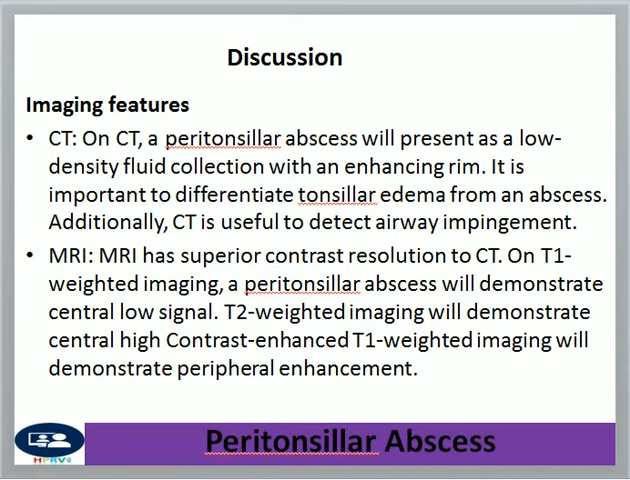 Discussion
Imaging features
• CT: On CT, a peritonsillar abscess will present as a low-
density fluid collection with an enhancing rim. It is
important to differentiate tonsillar edema from an abscess.
Additionally, CT is useful to detect airway impingement.
• MRI: MRI has superior contrast resolution to CT. On T1-
weighted imaging, a peritonsillar abscess will demonstrate
central low signal. T2-weighted imaging will demonstrate
central high Contrast-enhanced T1-weighted imaging will
demonstrate peripheral enhancement.
Peritonsillar Abscess
HPRV